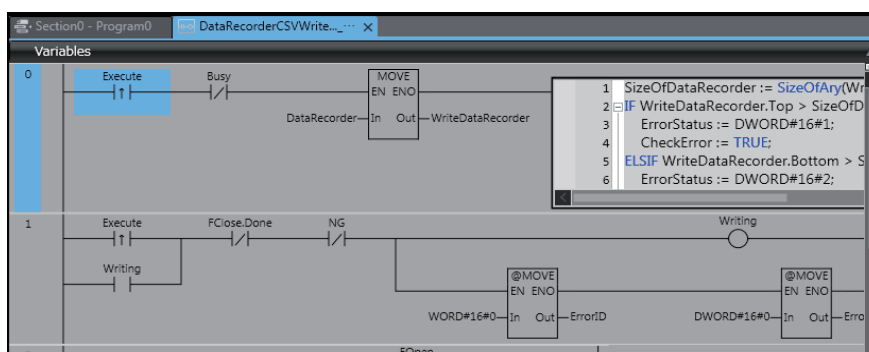 Section0 - Program0
DataRecorderCSVWrite..._...
Variables
0
Execute
Busy
MOVE
EN ENO
DataRecorder
In Out
WriteDataRecorder
1 SizeOfDataRecorder := SizeOfAry(Wr
2 IF WriteDataRecorder.Top > SizeOfD
3 ErrorStatus := DWORD#16#1;
4 CheckError := TRUE;
5 ELSIF WriteDataRecorder.Bottom > S
6 ErrorStatus := DWORD#16#2;
1
Execute
FClose.Done
NG
Writing
Writing
@MOVE
EN ENO
WORD#16#0
In Out
ErrorID
@MOVE
EN ENO
DWORD#16#0
In Out
Erro